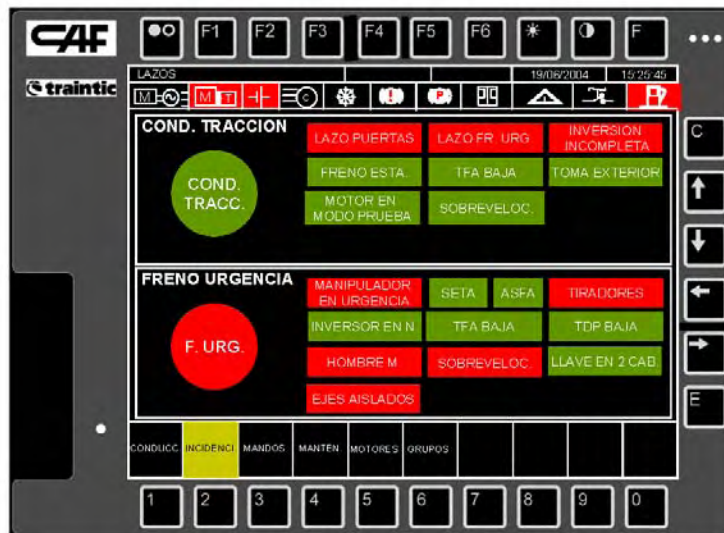 CAF
traintic
F1 F2 F3 F4 F5 F6 F
LAZOS 19/06/2004 15:25:45
M M T C P
COND. TRACCION
COND.
TRACC.
LAZO PUERTAS LAZO FR. URG. INVERSION
INCOMPLETA
FRENO ESTA. TFA BAJA TOMA EXTERIOR
MOTOR EN
MODO PRUEBA SOBREVELOC.
FRENO URGENCIA
F. URG.
MANIPULADOR
EN URGENCIA SETA ASFA TIRADORES
INVERSOR EN N TFA BAJA TDP BAJA
HOMBRE M SOBREVELOC. LLAVE EN 2 CAB.
EJES AISLADOS
CONDUCC INCIDENCI MANDOS MANTEN. MOTORES GRUPOS
C
E
1 2 3 4 5 6 7 8 9 0